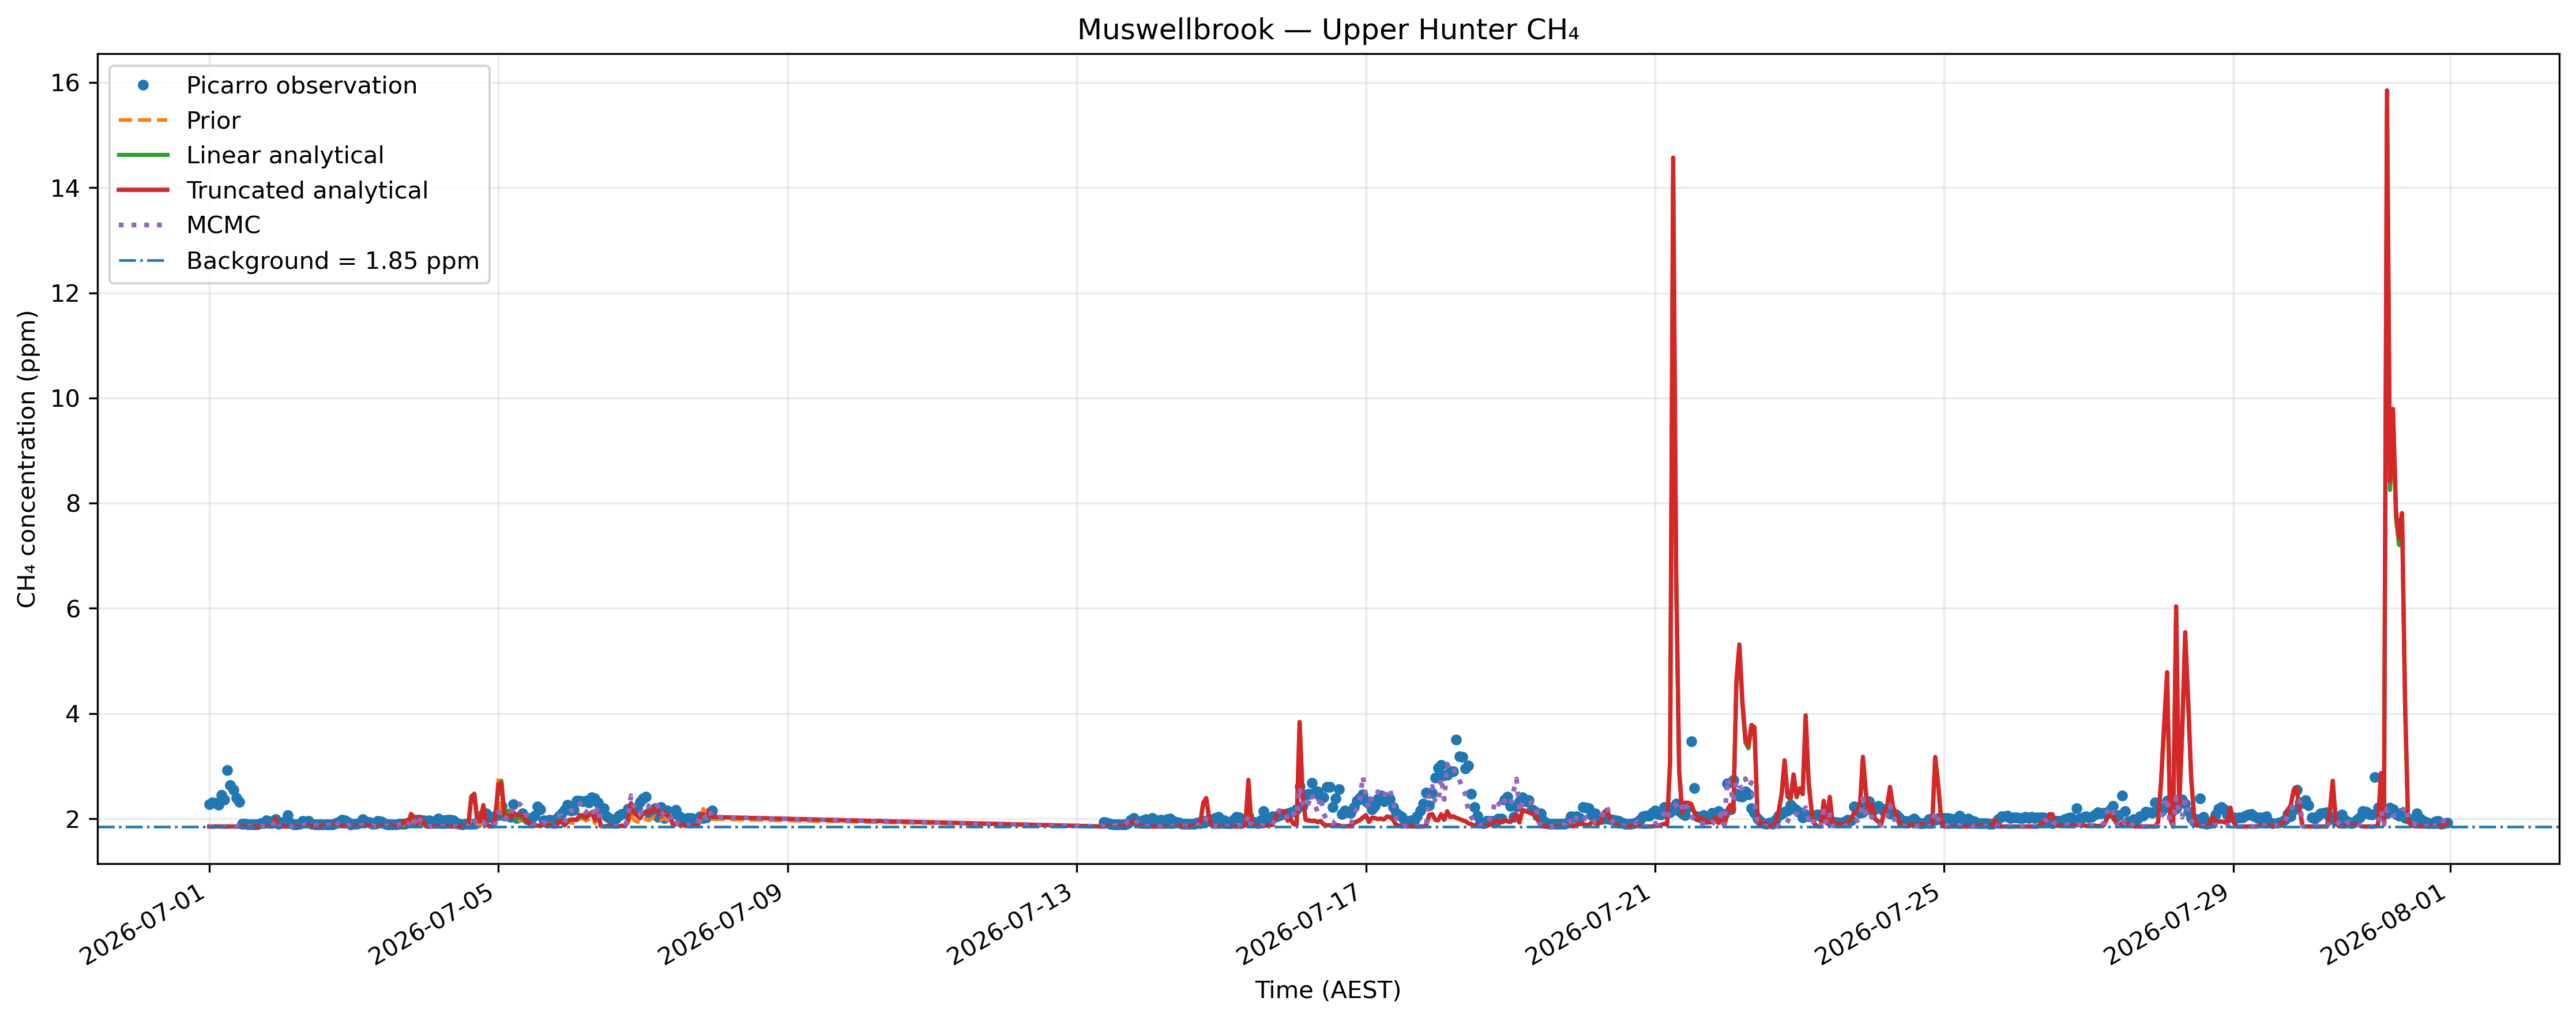 Muswellbrook — Upper Hunter CH₄
16
14
12
10
8
6
4
2
CH₄ concentration (ppm)
Picarro observation
Prior
Linear analytical
Truncated analytical
MCMC
Background = 1.85 ppm
2026-07-01
2026-07-05
2026-07-09
2026-07-13
2026-07-17
2026-07-21
2026-07-25
2026-07-29
2026-08-01
Time (AEST)